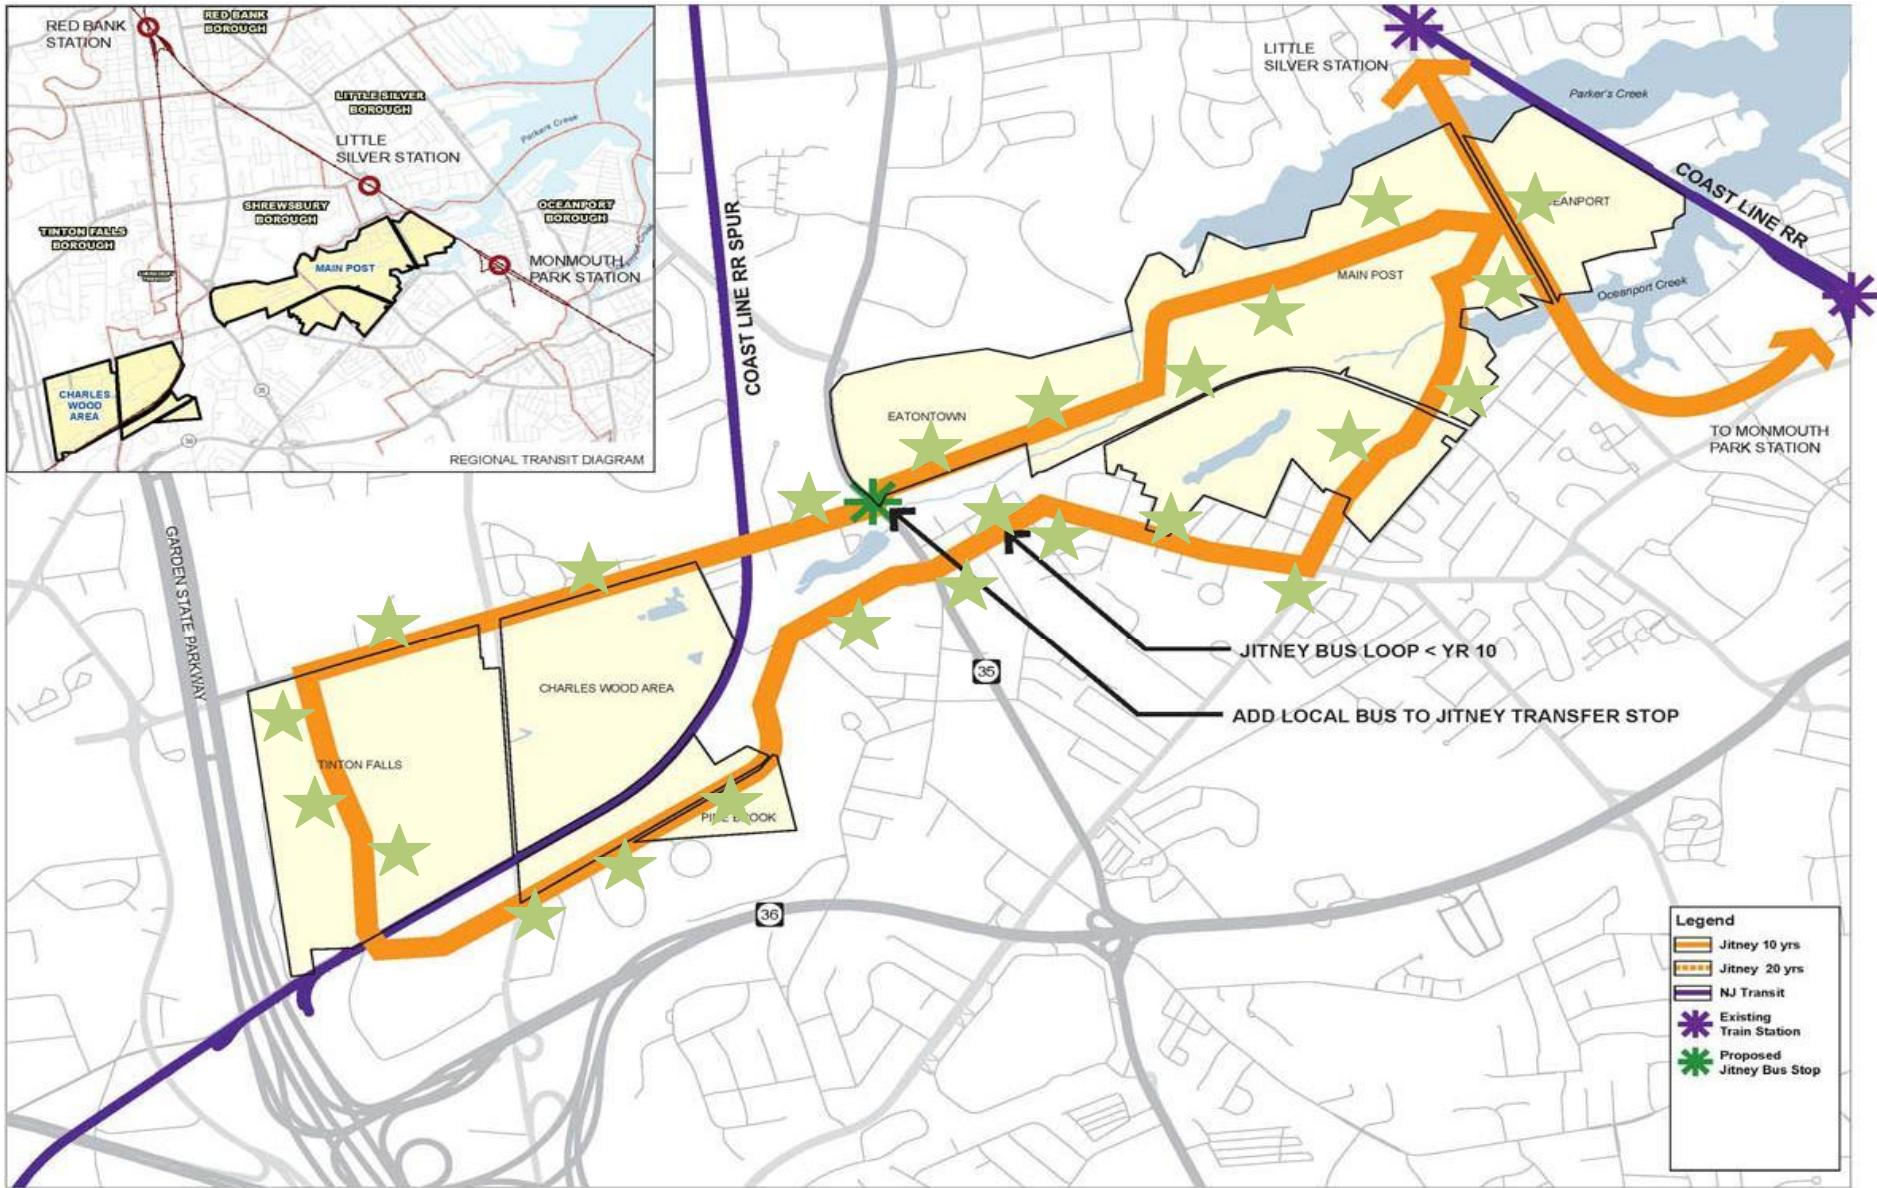 RED BANK
STATION
RED BANK
BOROUGH
LITTLE SILVER
BOROUGH
Parkers Creek
LITTLE
SILVER STATION
SHREWSBURY
BOROUGH
OCEANPORT
BOROUGH
TINTON FALLS
BOROUGH
MAIN POST
MONMOUTH
PARK STATION
CHARLES
WOOD
AREA
35
36
REGIONAL TRANSIT DIAGRAM
LITTLE
SILVER STATION
Parker's Creek
COAST LINE RR
COAST LINE RR SPUR
EANPORT
MAIN POST
Oceanport Creek
EATONTOWN
TO MONMOUTH
PARK STATION
GARDEN STATE PARKWAY
JITNEY BUS LOOP < YR 10
35
CHARLES WOOD AREA
ADD LOCAL BUS TO JITNEY TRANSFER STOP
TINTON FALLS
36
Legend
Jitney 10 yrs
Jitney 20 yrs
NJ Transit
Existing
Train Station
Proposed
Jitney Bus Stop